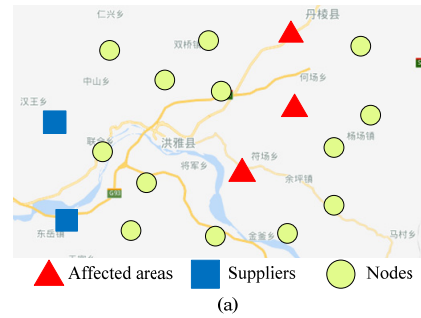 仁兴乡
丹棱县
双桥镇
中山乡
何场乡
汉王乡
联合乡
洪雅县
杨场镇
符场乡
将军乡
余坪镇
G93
东岳镇
金釜乡
马村乡
Affected areas
Suppliers
Nodes
(a)